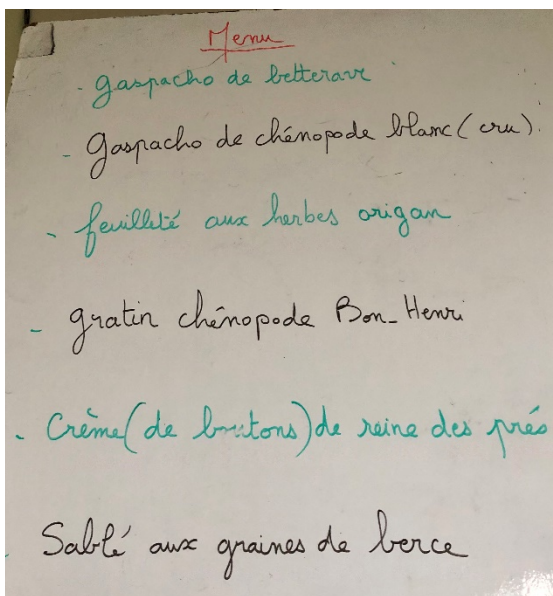 Menu
- gaspacho de betterave
- gaspacho de chénopode blanc (cru).
- feuilleté aux herbes origan
- gratin chénopode Bon-Henri
- Crème (de boutons) de reine des prés
- Sablé aux graines de berce